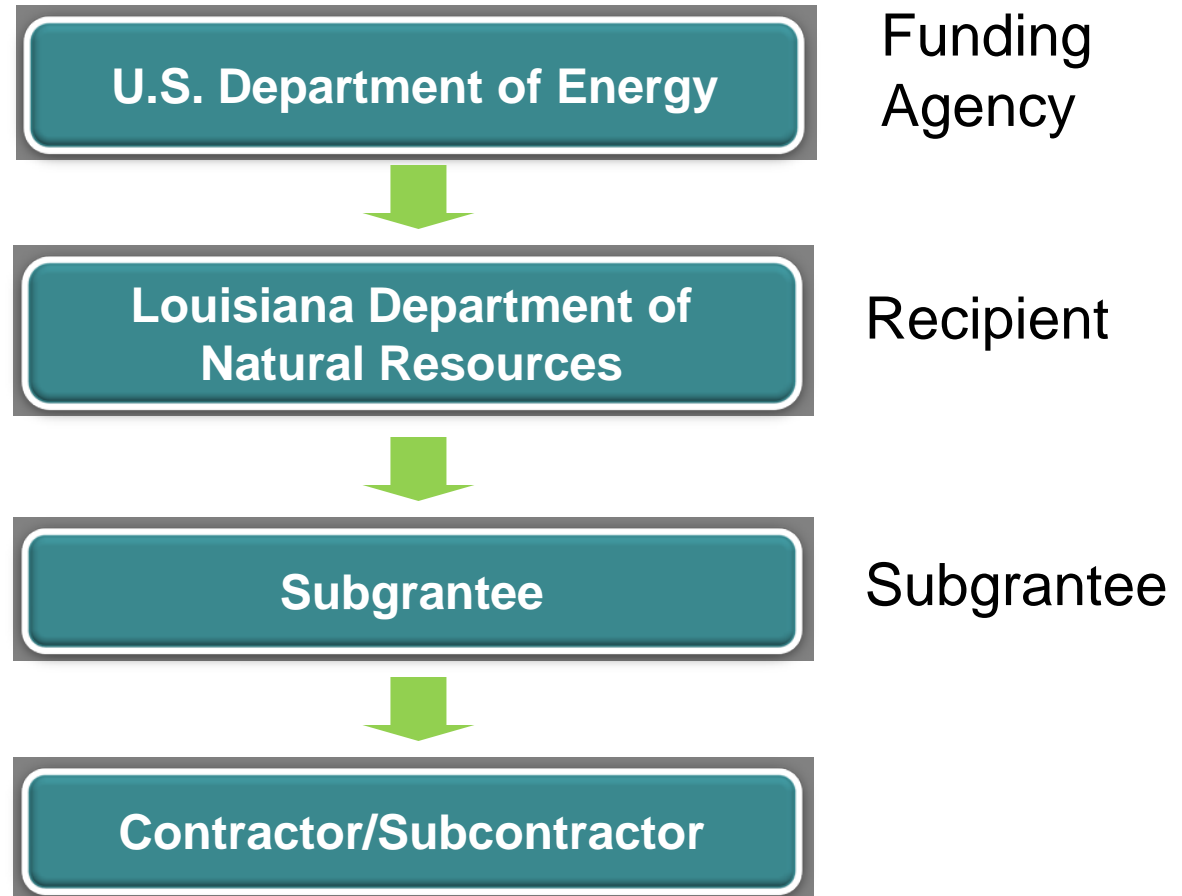 U.S. Department of Energy
Funding
Agency
Louisiana Department of
Natural Resources
Recipient
Subgrantee
Subgrantee
Contractor/Subcontractor